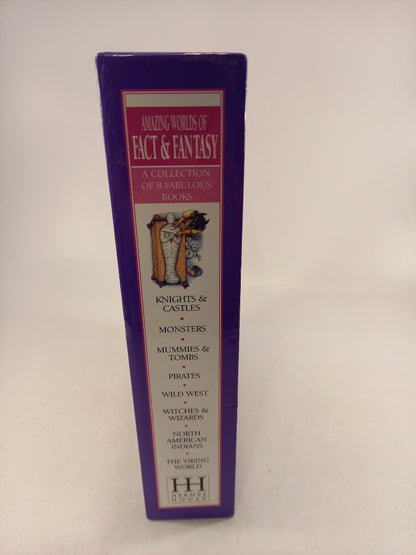 AMAZING WORLDS OF
FACT & FANTASY
A COLLECTION
OF 8 FABULOUS
BOOKS
KNIGHTS &
CASTLES
•
MONSTERS
•
MUMMIES &
TOMBS
•
PIRATES
•
WILD WEST
•
WITCHES &
WIZARDS
•
NORTH
AMERICAN
INDIANS
•
THE VIKING
WORLD
HH
HERMES
HOUSE